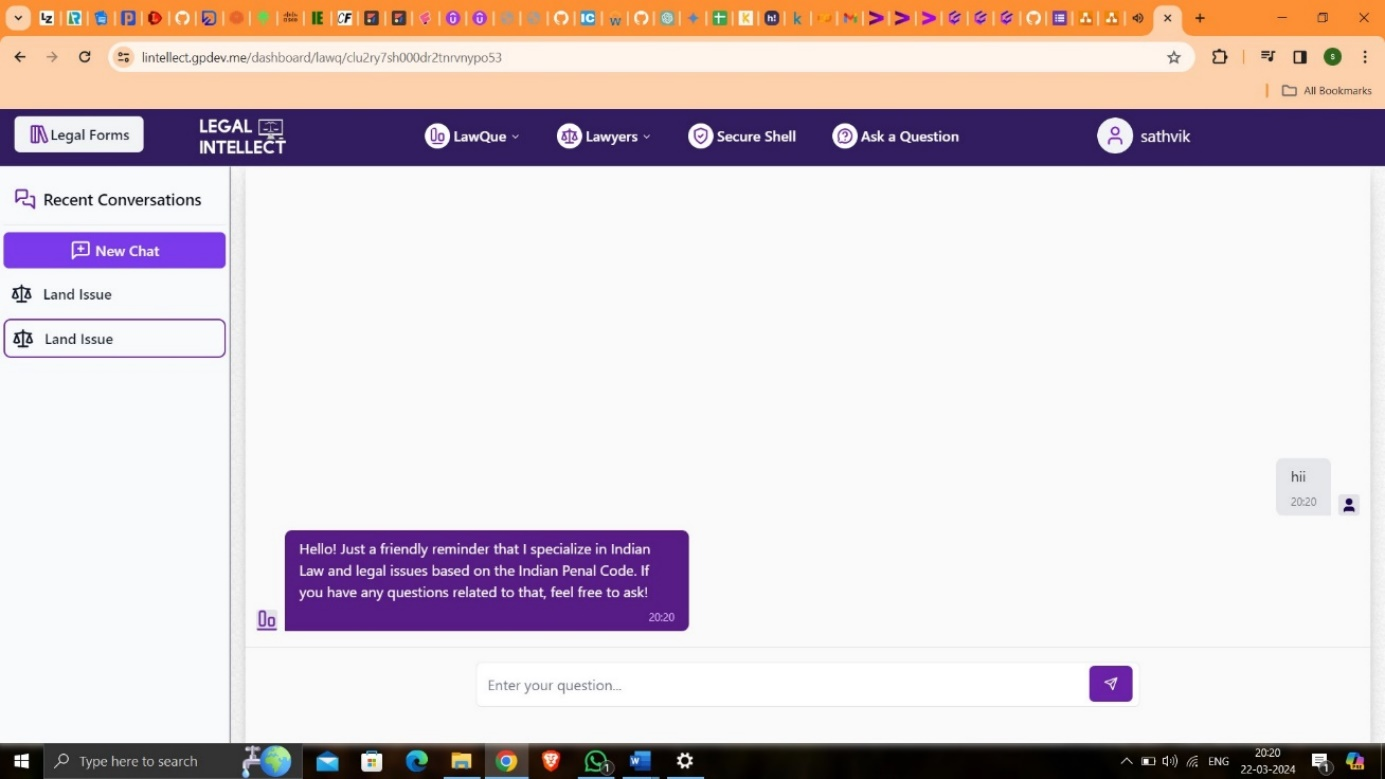 lintellect.gpdev.me/dashboard/lawq/clu2ry7sh000dr2tnrvnypo53
All Bookmarks
Legal Forms
LEGAL
INTELLECT
LawQue
Lawyers
Secure Shell
Ask a Question
sathvik
Recent Conversations
New Chat
Land Issue
Land Issue
hii
20:20
Hello! Just a friendly reminder that I specialize in Indian
Law and legal issues based on the Indian Penal Code. If
you have any questions related to that, feel free to ask!
20:20
Enter your question...
Type here to search
ENG
20:20
22-03-2024